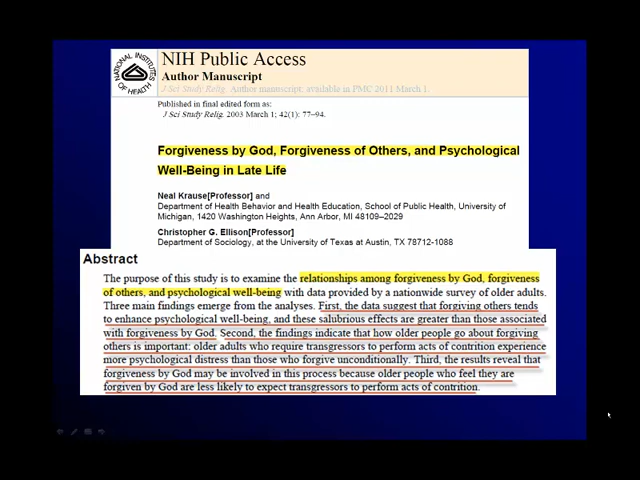 NATIONAL INSTITUTES OF HEALTH
NIH Public Access
Author Manuscript
J Sci Study Relig. Author manuscript; available in PMC 2011 March 1.
Published in final edited form as:
J Sci Study Relig. 2003 March 1; 42(1): 77–94.
Forgiveness by God, Forgiveness of Others, and Psychological
Well-Being in Late Life
Neal Krause[Professor] and
Department of Health Behavior and Health Education, School of Public Health, University of
Michigan, 1420 Washington Heights, Ann Arbor, MI 48109–2029
Christopher G. Ellison[Professor]
Department of Sociology, at the University of Texas at Austin, TX 78712-1088
Abstract
The purpose of this study is to examine the relationships among forgiveness by God, forgiveness
of others, and psychological well-being with data provided by a nationwide survey of older adults.
Three main findings emerge from the analyses. First, the data suggest that forgiving others tends
to enhance psychological well-being, and these salubrious effects are greater than those associated
with forgiveness by God. Second, the findings indicate that how older people go about forgiving
others is important: older adults who require transgressors to perform acts of contrition experience
more psychological distress than those who forgive unconditionally. Third, the results reveal that
forgiveness by God may be involved in this process because older people who feel they are
forgiven by God are less likely to expect transgressors to perform acts of contrition.